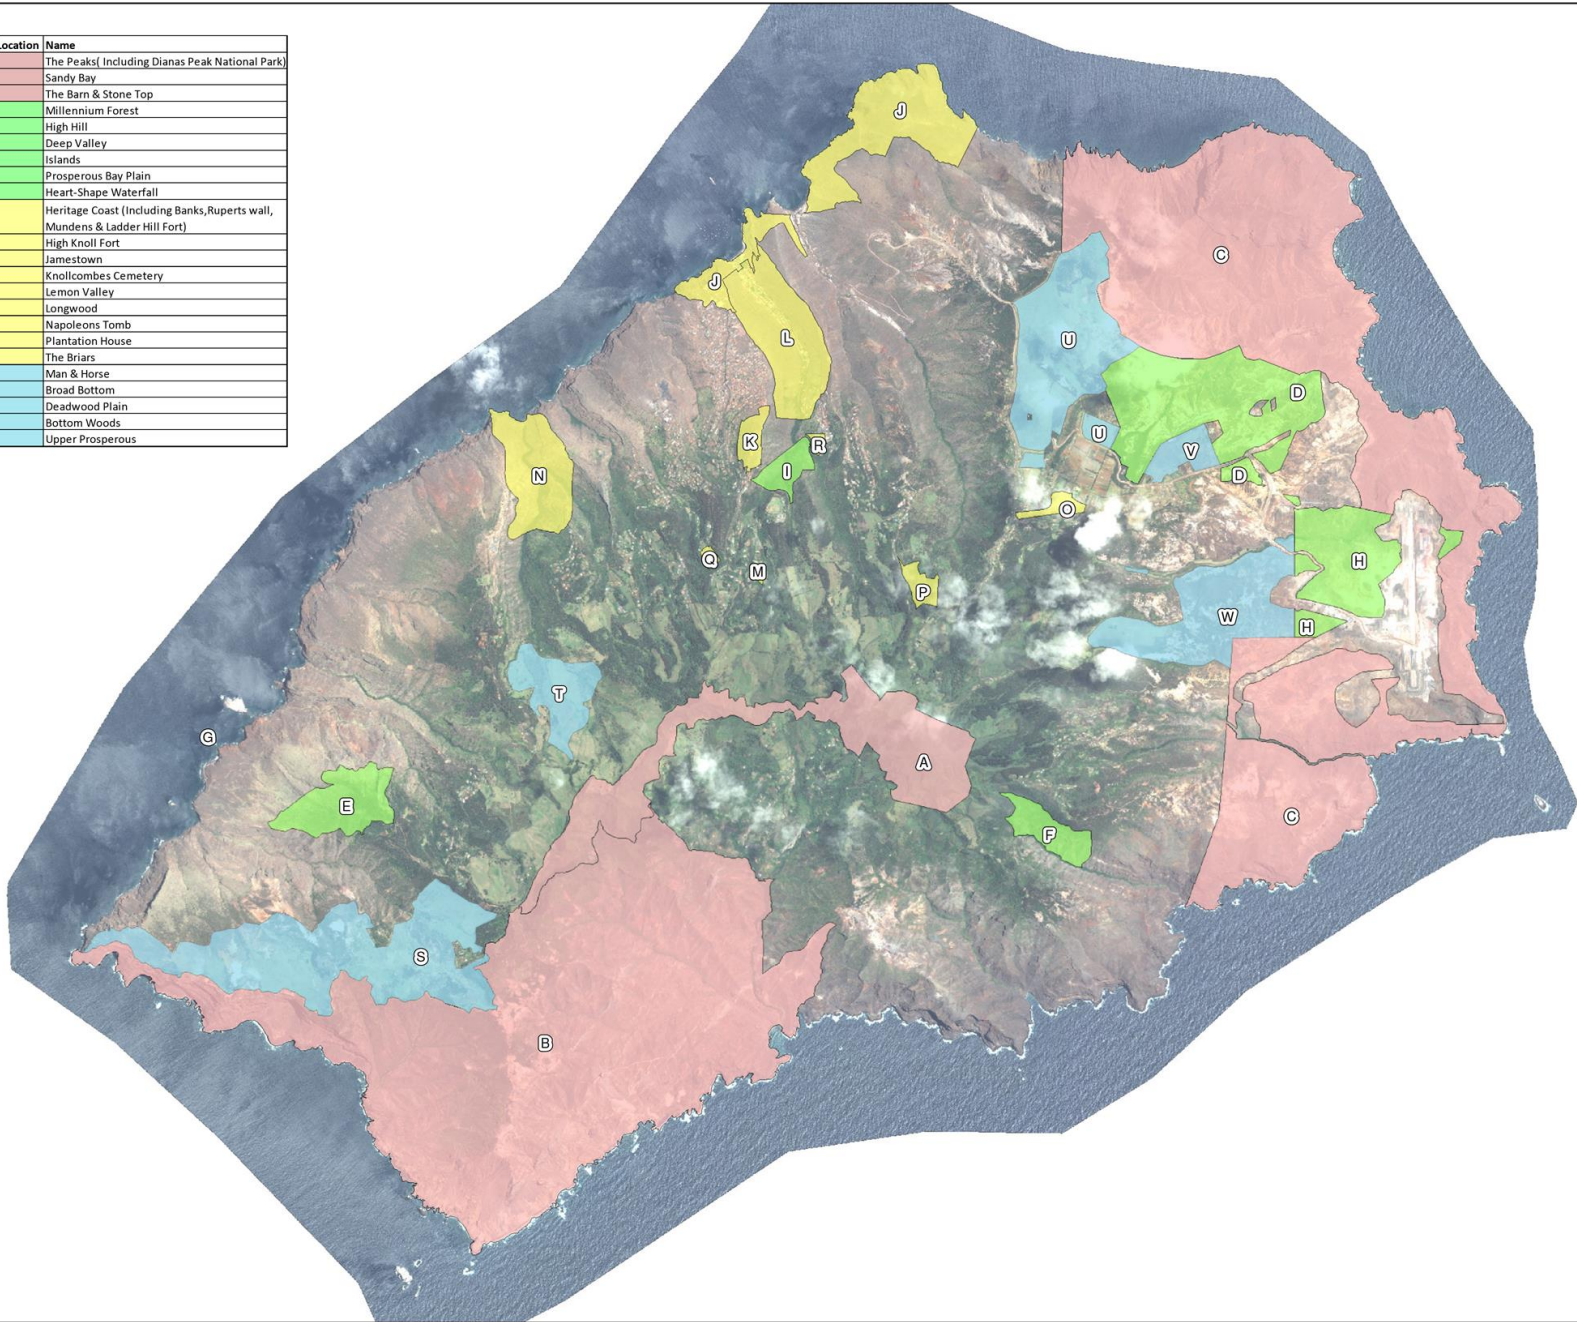 Location Name
The Peaks( Including Dianas Peak National Park)
Sandy Bay
The Barn & Stone Top
Millennium Forest
High Hill
Deep Valley
Islands
Prosperous Bay Plain
Heart-Shape Waterfall
Heritage Coast (Including Banks,Ruperts wall,
Mundens & Ladder Hill Fort)
High Knoll Fort
Jamestown
Knollcombes Cemetery
Lemon Valley
Longwood
Napoleons Tomb
Plantation House
The Briars
Man & Horse
Broad Bottom
Deadwood Plain
Bottom Woods
Upper Prosperous
J
C
J
L
U
D
U
K
R
V
I
N
D
O
Q
M
H
P
W
H
T
G
A
E
C
F
S
B